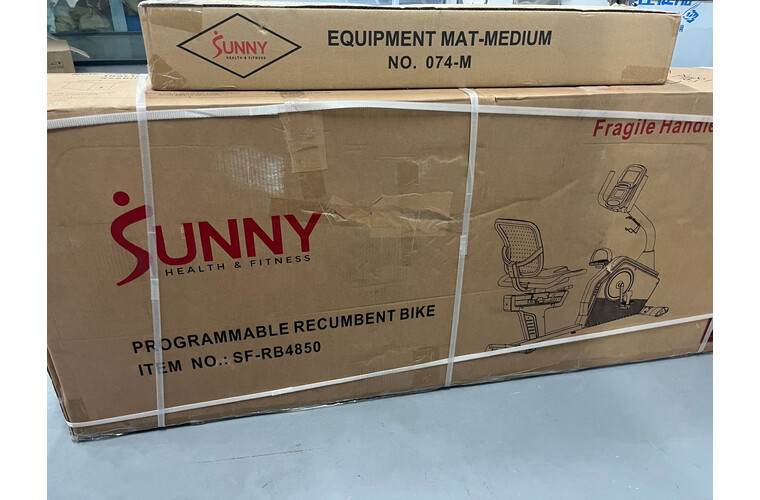 SUNNY
HEALTH & FITNESS
EQUIPMENT MAT-MEDIUM
NO. 074-M
Fragile Handle
SUNNY
HEALTH & FITNESS
PROGRAMMABLE RECUMBENT BIKE
ITEM NO.: SF-RB4850